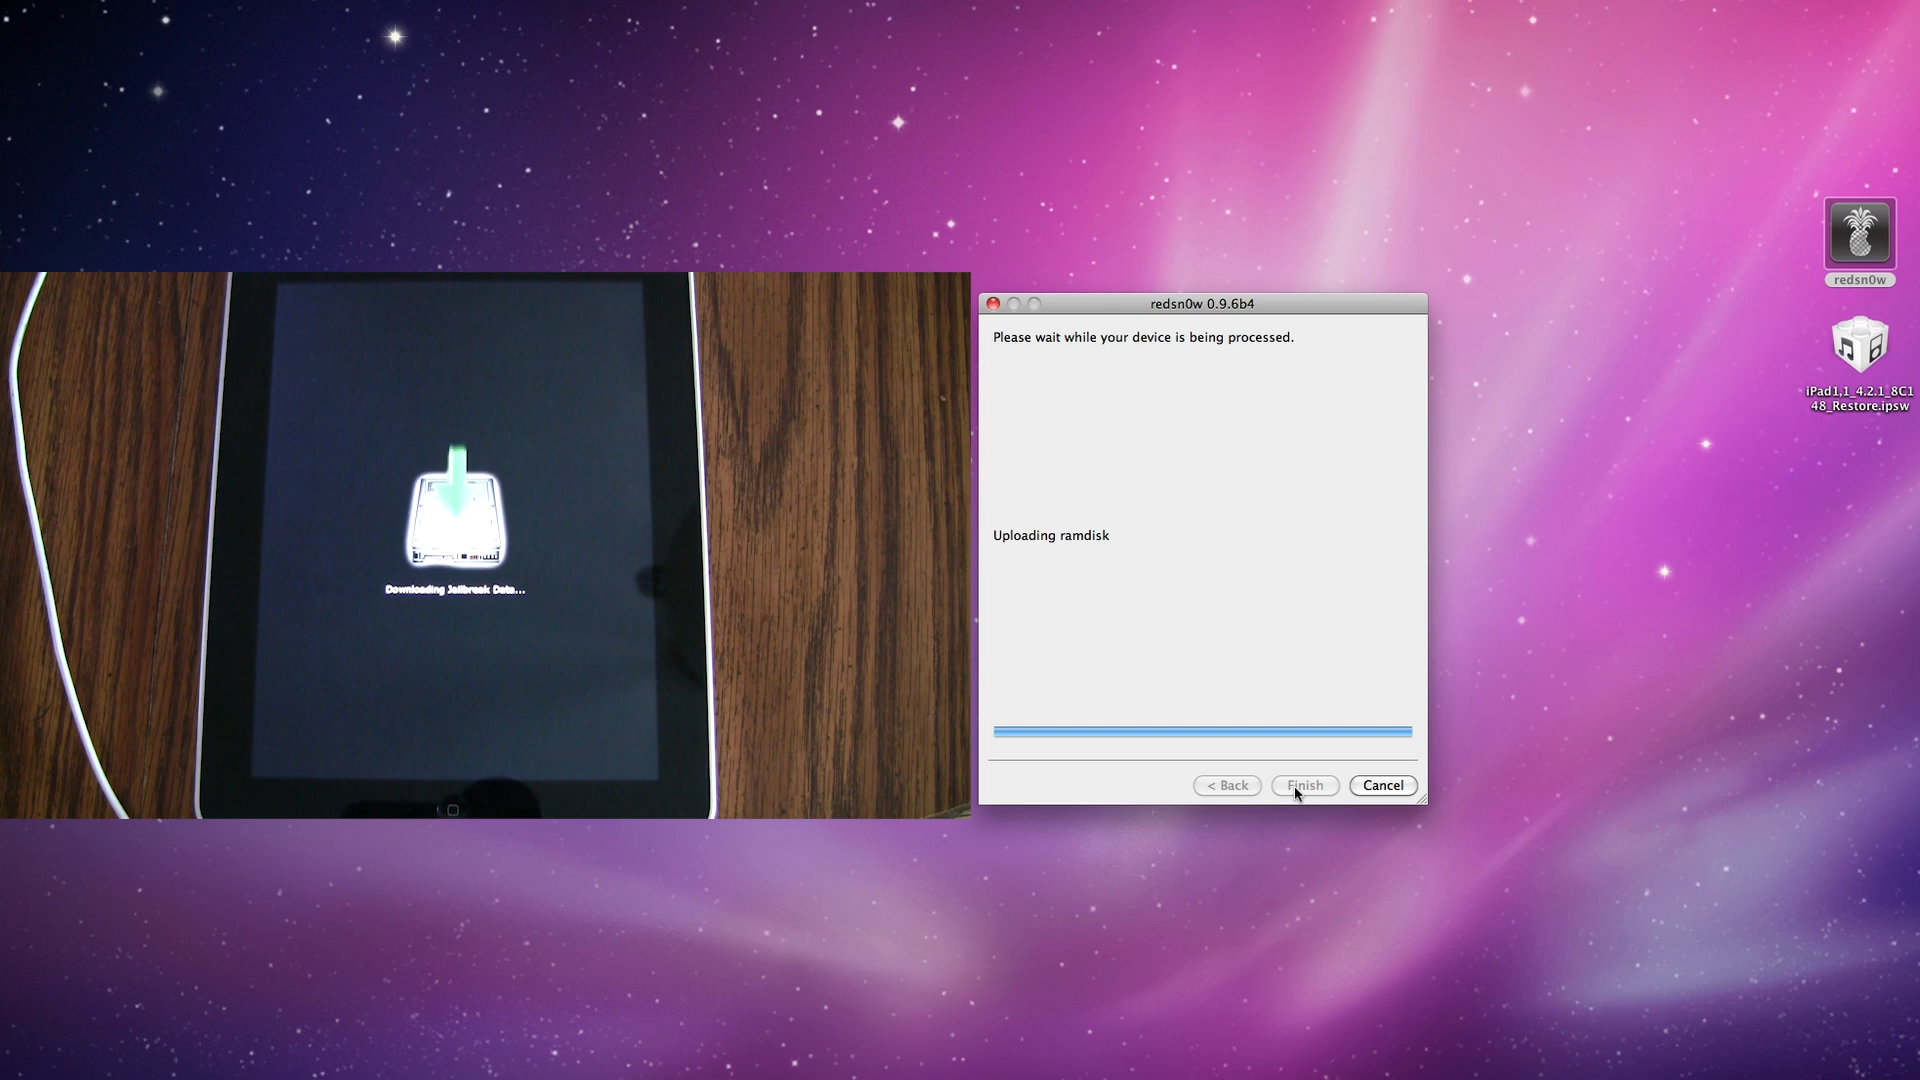 redsn0w 0.9.6b4
Please wait while your device is being processed.
Uploading ramdisk
< Back
Finish
Cancel
Downloading Jailbreak Data...
redsn0w
iPad1,1_4.2.1_8C1
48_Restore.ipsw